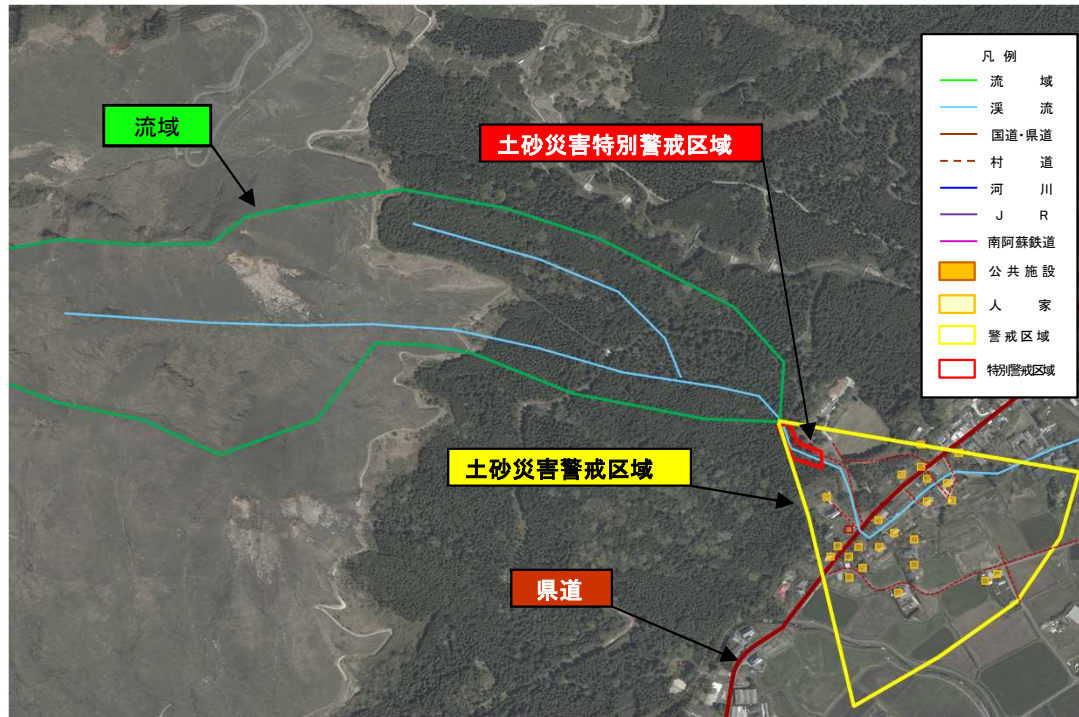 流域
土砂災害特別警戒区域
土砂災害警戒区域
県道
凡 例
流 域
渓 流
国道・県道
村 道
河 川
J R
南阿蘇鉄道
公 共 施 設
人 家
警 戒 区 域
特別警戒区域